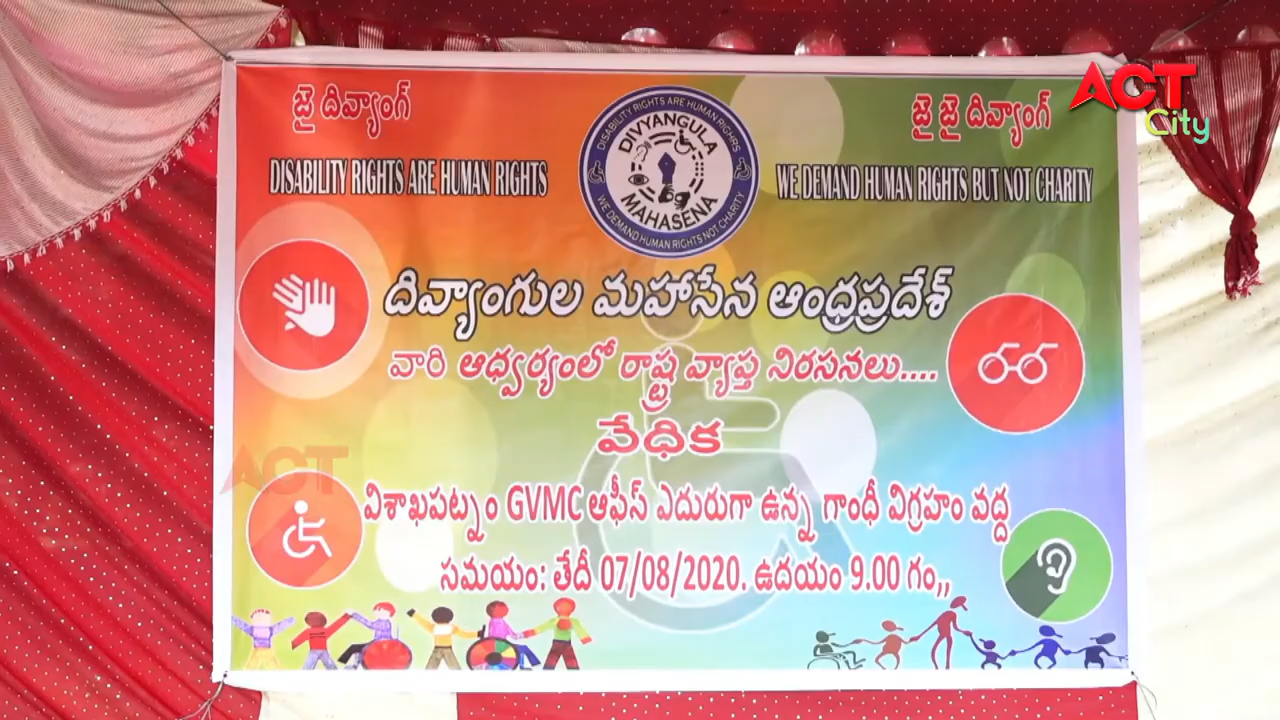 ACT
City
జై దివ్యాంగ్
జై జై దివ్యాంగ్
DISABILITY RIGHTS ARE HUMAN RIGHTS
WE DEMAND HUMAN RIGHTS BUT NOT CHARITY
DISABILITY RIGHTS ARE HUMAN RIGHRS
DIVYANGULA
MAHASENA
WE DEMAND HUMAN RIGHTS NOT CHARITY
దివ్యాంగుల మహాసేన ఆంధ్రప్రదేశ్
వారి ఆధ్వర్యంలో రాష్ట్ర వ్యాప్త నిరసనలు....
వేధిక
ACT
విశాఖపట్నం GVMC ఆఫీస్ ఎదురుగా ఉన్న గాంధీ విగ్రహం వద్ద
సమయం: తేదీ 07/08/2020. ఉదయం 9.00 గం,,